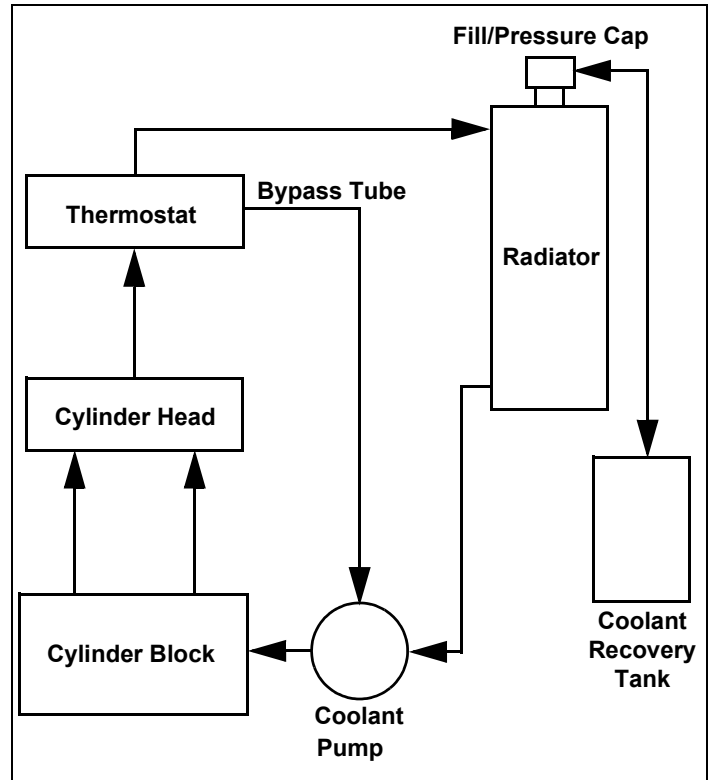 Fill/Pressure Cap
Bypass Tube
Thermostat
Radiator
Cylinder Head
Cylinder Block
Coolant
Pump
Coolant
Recovery
Tank